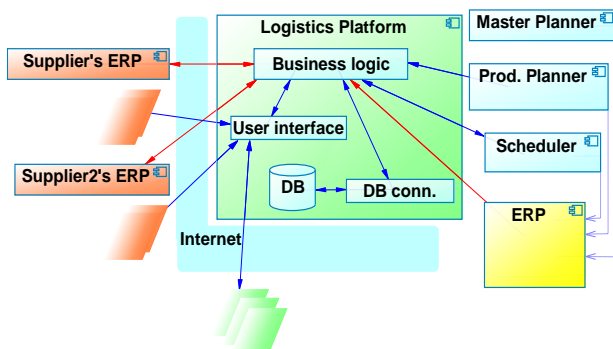 Logistics Platform
Master Planner
Supplier's ERP
Business logic
Prod. Planner
User interface
Scheduler
Supplier2's ERP
DB
DB conn.
ERP
Internet